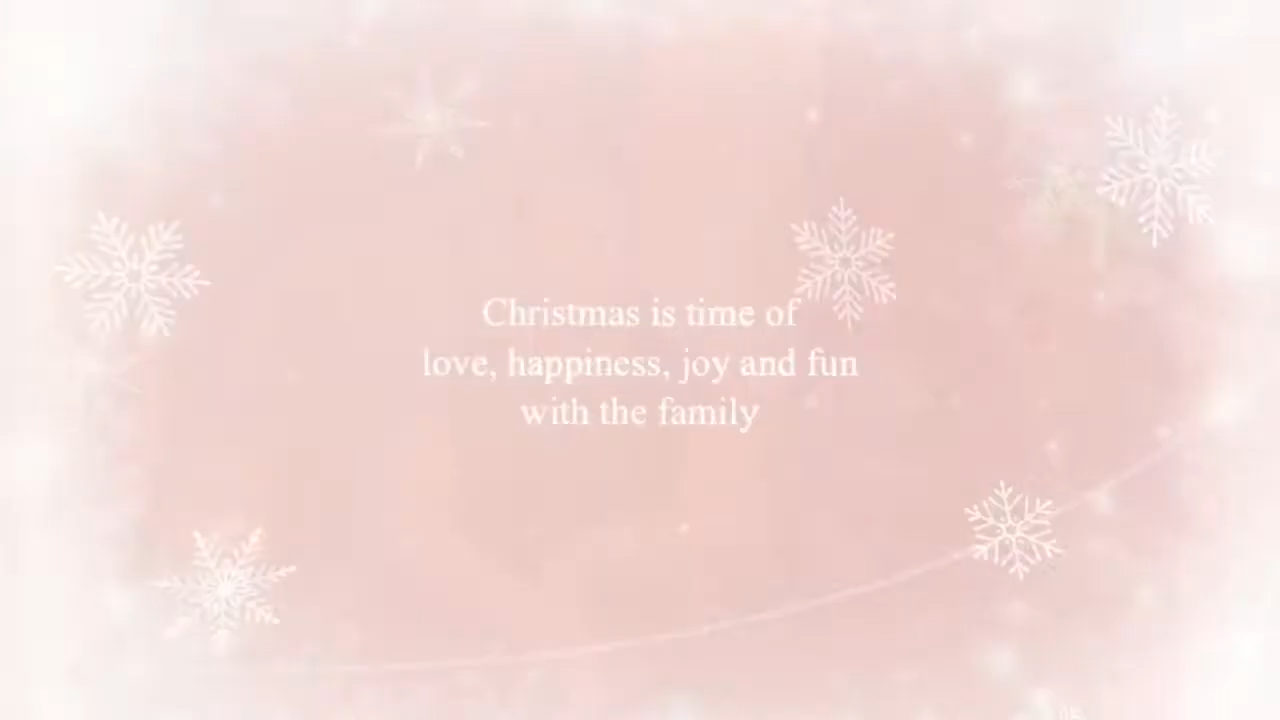 Christmas is time of
love, happiness, joy and fun
with the family